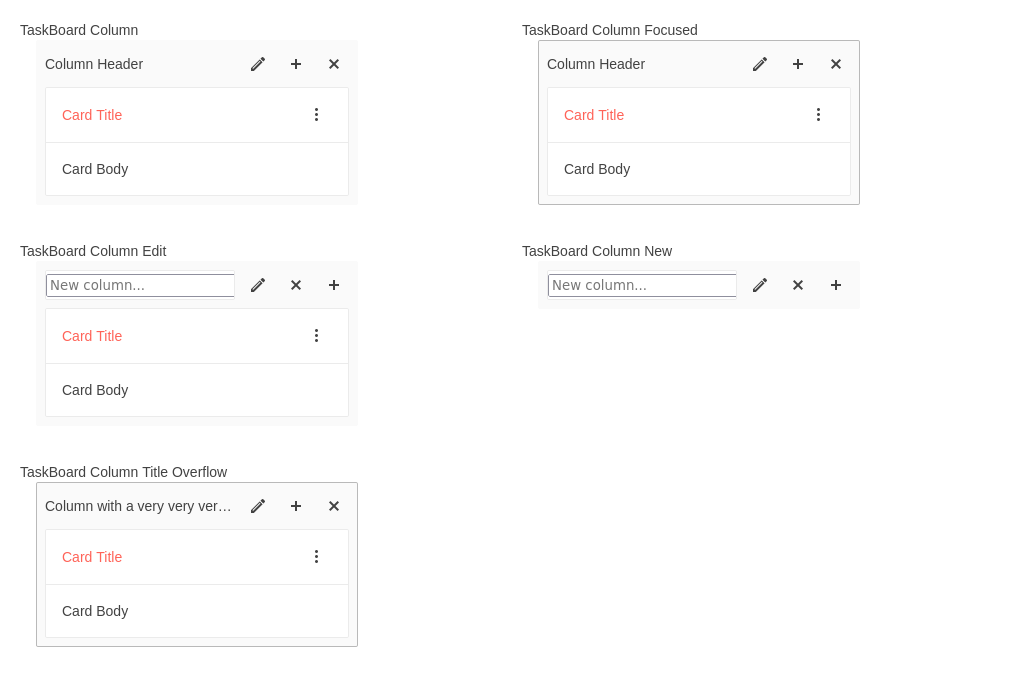 TaskBoard Column
Column Header
Card Title
Card Body
TaskBoard Column Focused
Column Header
Card Title
Card Body
TaskBoard Column Edit
New column...
Card Title
Card Body
TaskBoard Column New
New column...
TaskBoard Column Title Overflow
Column with a very very ver...
Card Title
Card Body